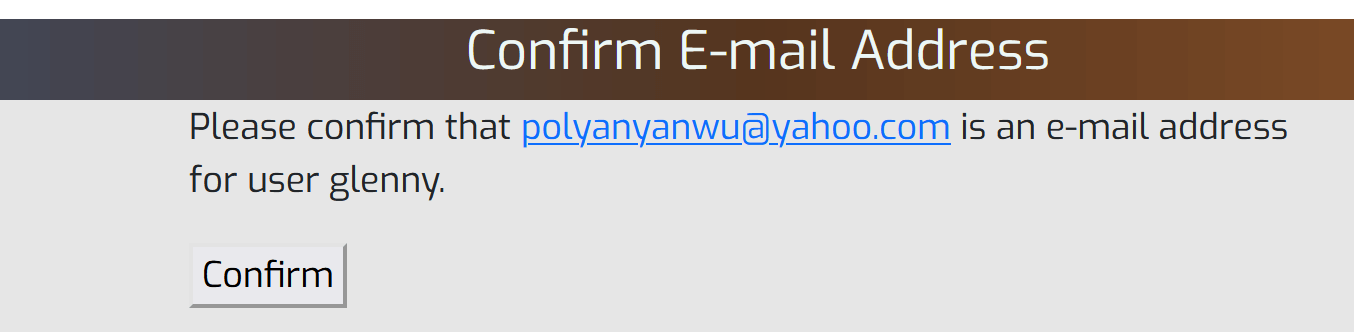 Confirm E-mail Address
Please confirm that polyanyanwu@yahoo.com is an e-mail address
for user glenny.
Confirm